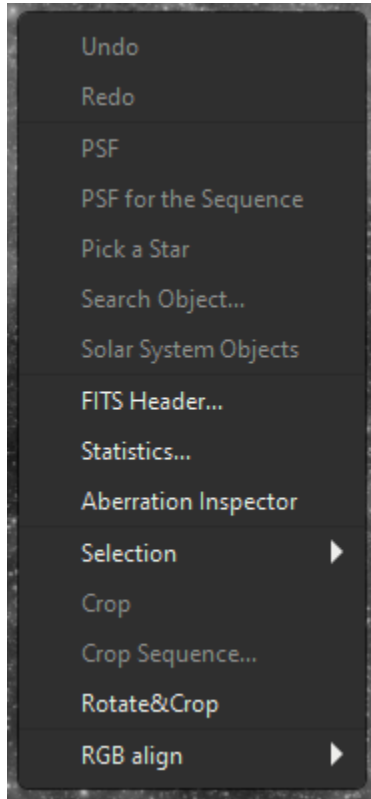 Undo
Redo
PSF
PSF for the Sequence
Pick a Star
Search Object...
Solar System Objects
FITS Header...
Statistics...
Aberration Inspector
Selection
Crop
Crop Sequence...
Rotate&Crop
RGB align